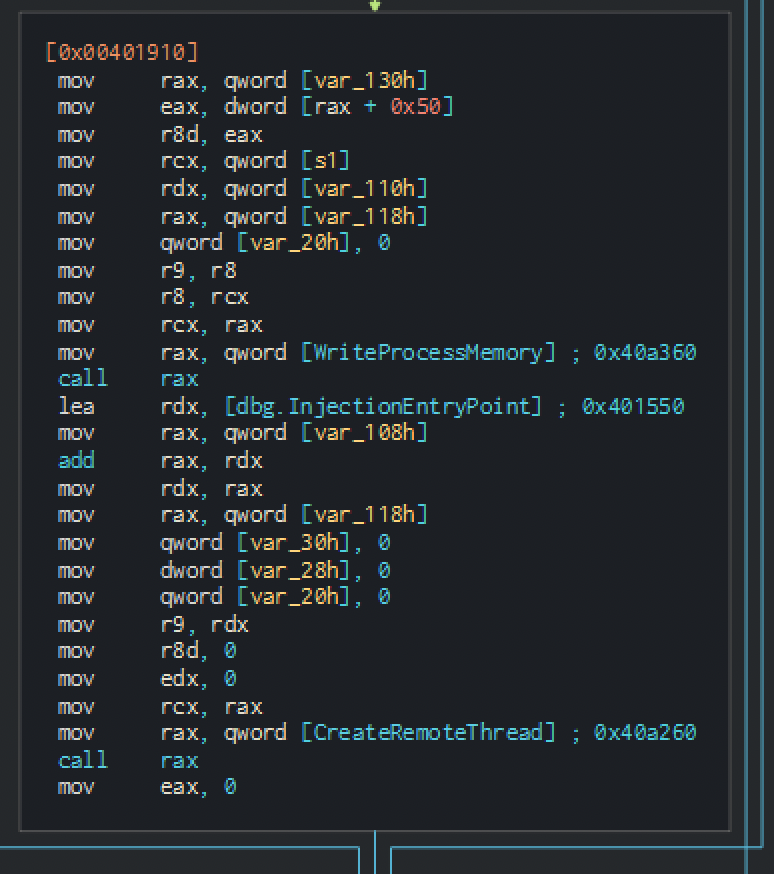 [0x00401910]
mov rax, qword [var_130h]
mov eax, dword [rax + 0x50]
mov r8d, eax
mov rcx, qword [s1]
mov rdx, qword [var_110h]
mov rax, qword [var_118h]
mov qword [var_20h], 0
mov r9, r8
mov r8, rcx
mov rcx, rax
mov rax, qword [WriteProcessMemory] ; 0x40a360
call rax
lea rdx, [dbg.InjectionEntryPoint] ; 0x401550
mov rax, qword [var_108h]
add rax, rdx
mov rdx, rax
mov rax, qword [var_118h]
mov qword [var_30h], 0
mov dword [var_28h], 0
mov qword [var_20h], 0
mov r9, rdx
mov r8d, 0
mov edx, 0
mov rcx, rax
mov rax, qword [CreateRemoteThread] ; 0x40a260
call rax
mov eax, 0